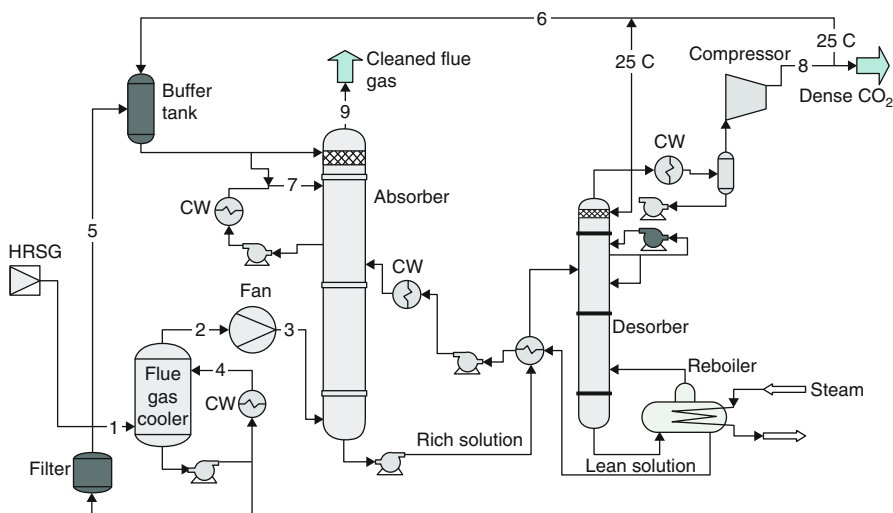 6
25 C
25 C
Compressor
8
Dense CO₂
Cleaned flue
gas
Buffer
tank
9
CW
7
Absorber
CW
5
HRSG
CW
Fan
2
3
Desorber
Flue
gas
cooler
4
CW
Reboiler
Steam
1
Rich solution
Filter
Lean solution